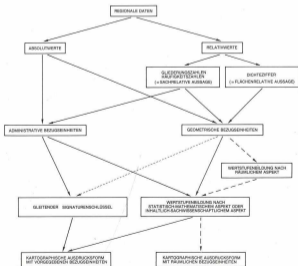 REGIONALE DATEN
ABSOLUTWERTE
RELATIVWERTE
GLIEDERUNGSZAHLEN
HÄUFIGKEITSZAHLEN
(= SACHRELATIVE AUSSAGE)
DICHTEZIFFER
(= FLÄCHENRELATIVE AUSSAGE)
ADMINISTRATIVE BEZUGSEINHEITEN
GEOMETRISCHE BEZUGSEINHEITEN
WERTSTUFENBILDUNG NACH
RÄUMLICHEM ASPEKT
GLEITENDER SIGNATURENSCHLÜSSEL
WERTSTUFENBILDUNG NACH
STATISTISCH-MATHEMATISCHEM ASPEKT ODER
INHALTLICH-SACHWISSENSCHAFTLICHEM ASPEKT
KARTOGRAPHISCHE AUSDRUCKSFORM
MIT VORGEGEBENEN BEZUGSEINHEITEN
KARTOGRAPHISCHE AUSDRUCKSFORM
MIT RÄUMLICHEN BEZUGSEINHEITEN